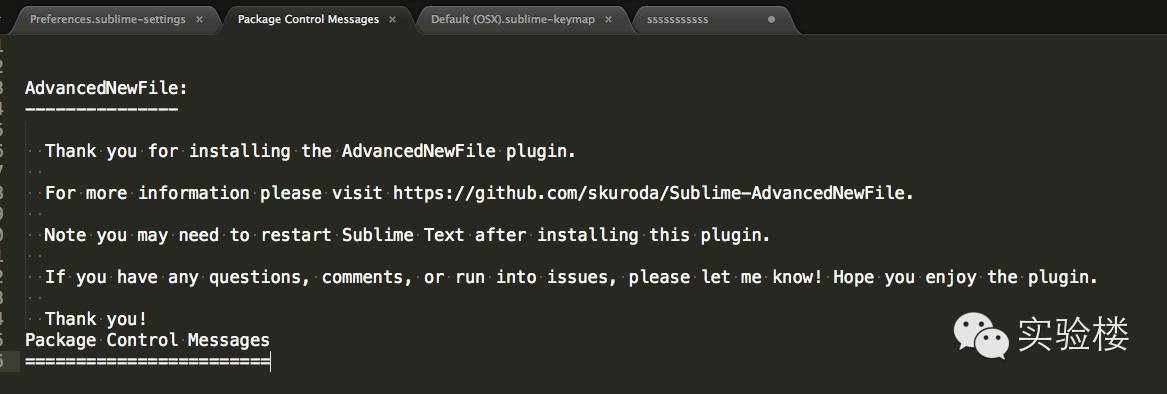 Preferences.sublime-settings ×
Package Control Messages ×
Default (OSX).sublime-keymap ×
sssssssssss
AdvancedNewFile:
---------------
Thank you for installing the AdvancedNewFile plugin.
For more information please visit https://github.com/skuroda/Sublime-AdvancedNewFile.
Note you may need to restart Sublime Text after installing this plugin.
If you have any questions, comments, or run into issues, please let me know! Hope you enjoy the plugin.
Thank you!
Package Control Messages
========================
实验楼